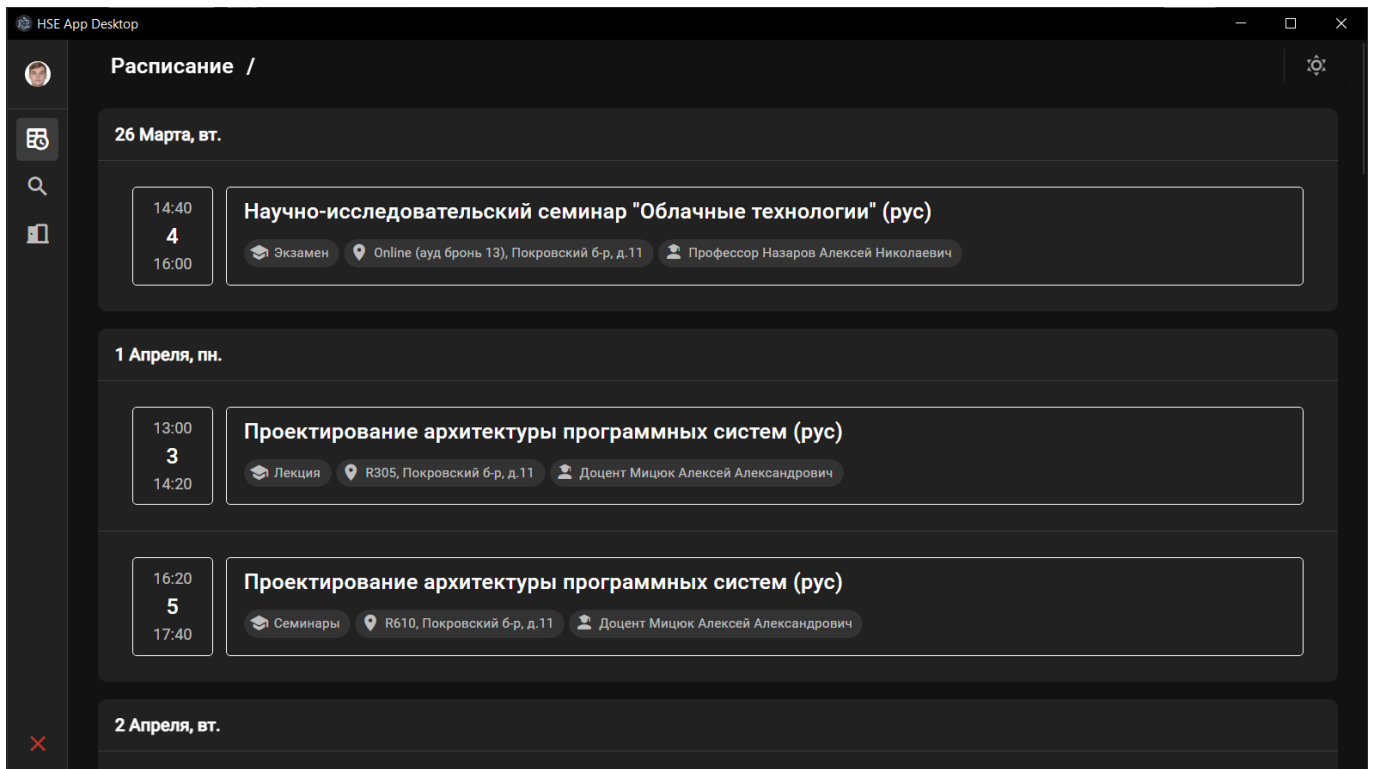 HSE App Desktop
Расписание /
26 Марта, вт.
14:40
4
16:00
Научно-исследовательский семинар "Облачные технологии" (рус)
Экзамен Online (ауд бронь 13), Покровский б-р, д.11 Профессор Назаров Алексей Николаевич
1 Апреля, пн.
13:00
3
14:20
Проектирование архитектуры программных систем (рус)
Лекция R305, Покровский б-р, д.11 Доцент Мицюк Алексей Александрович
16:20
5
17:40
Проектирование архитектуры программных систем (рус)
Семинары R610, Покровский б-р, д.11 Доцент Мицюк Алексей Александрович
2 Апреля, вт.